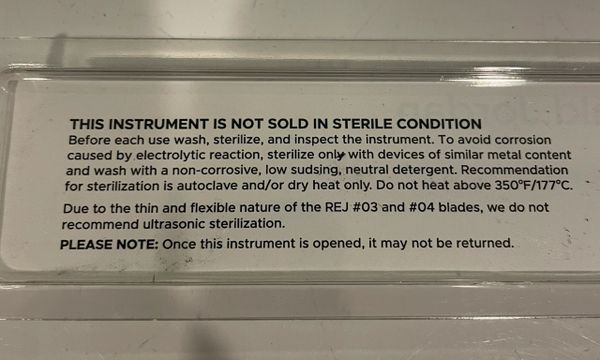 THIS INSTRUMENT IS NOT SOLD IN STERILE CONDITION
Before each use wash, sterilize, and inspect the instrument. To avoid corrosion
caused by electrolytic reaction, sterilize only with devices of similar metal content
and wash with a non-corrosive, low sudsing, neutral detergent. Recommendation
for sterilization is autoclave and/or dry heat only. Do not heat above 350°F/177°C.
Due to the thin and flexible nature of the REJ #03 and #04 blades, we do not
recommend ultrasonic sterilization.
PLEASE NOTE: Once this instrument is opened, it may not be returned.